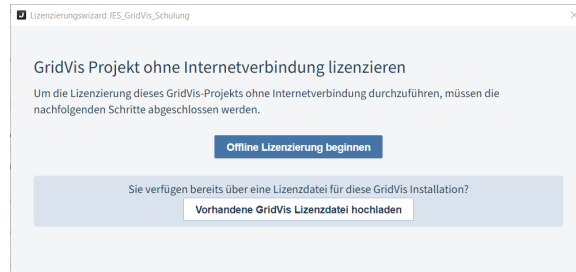 Lizenzierungswizard JES_GridVis_Schulung
GridVis Projekt ohne Internetverbindung lizenzieren
Um die Lizenzierung dieses GridVis-Projekts ohne Internetverbindung durchzuführen, müssen die
nachfolgenden Schritte abgeschlossen werden.
Offline Lizenzierung beginnen
Sie verfügen bereits über eine Lizenzdatei für diese GridVis Installation?
Vorhandene GridVis Lizenzdatei hochladen